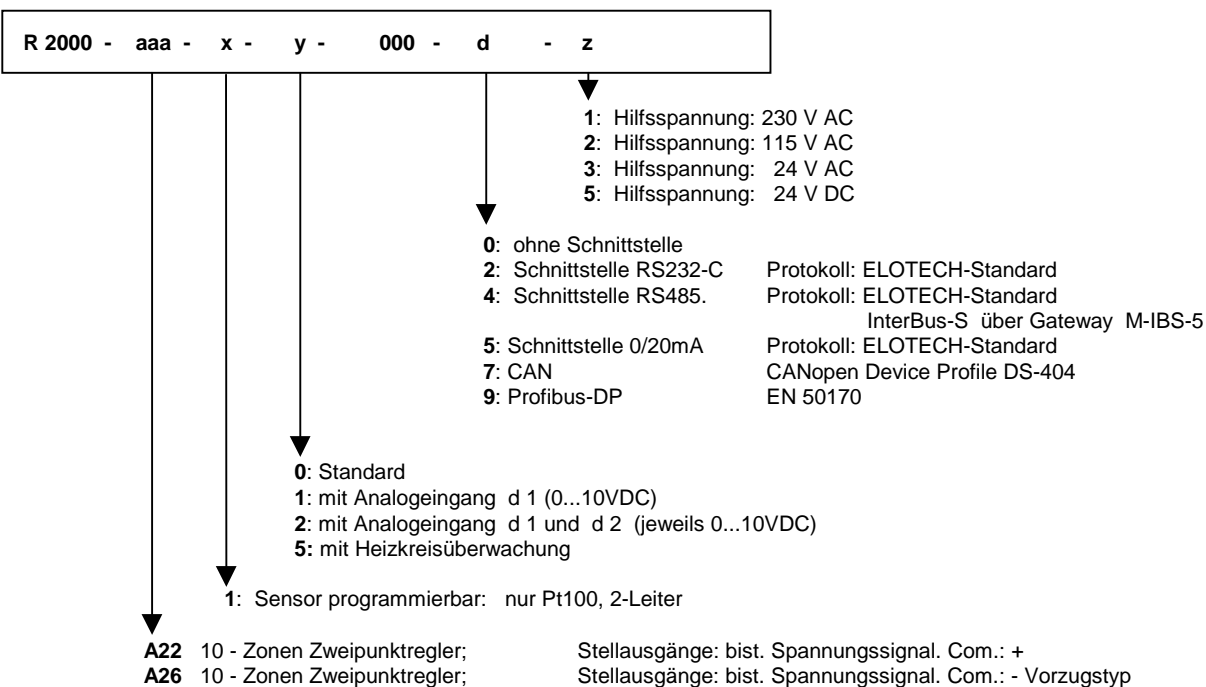 R 2000 - aaa - x - y - 000 - d - z
1: Hilfsspannung: 230 V AC
2: Hilfsspannung: 115 V AC
3: Hilfsspannung: 24 V AC
5: Hilfsspannung: 24 V DC
0: ohne Schnittstelle
2: Schnittstelle RS232-C Protokoll: ELOTECH-Standard
4: Schnittstelle RS485. Protokoll: ELOTECH-Standard
InterBus-S über Gateway M-IBS-5
5: Schnittstelle 0/20mA Protokoll: ELOTECH-Standard
7: CAN CANopen Device Profile DS-404
9: Profibus-DP EN 50170
0: Standard
1: mit Analogeingang d 1 (0...10VDC)
2: mit Analogeingang d 1 und d 2 (jeweils 0...10VDC)
5: mit Heizkreisüberwachung
1: Sensor programmierbar: nur Pt100, 2-Leiter
A22 10 - Zonen Zweipunktregler; Stellausgänge: bist. Spannungssignal. Com.: +
A26 10 - Zonen Zweipunktregler; Stellausgänge: bist. Spannungssignal. Com.: - Vorzugstyp